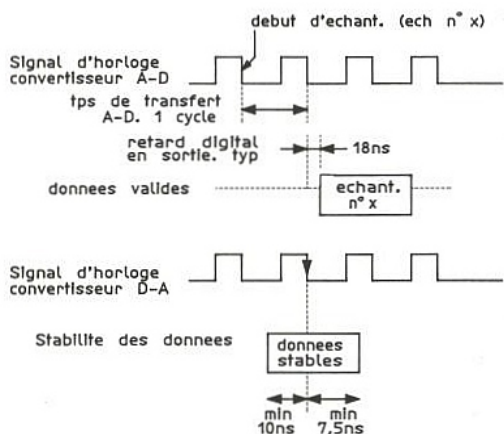 debut d'echant. (ech n° x)
Signal d'horloge
convertisseur A-D
tps de transfert
A-D. 1 cycle
retard digital
en sortie. typ
18ns
donnees valides
echant.
n° x
Signal d'horloge
convertisseur D-A
Stabilite des donnees
donnees
stables
min
10ns
min
7,5ns